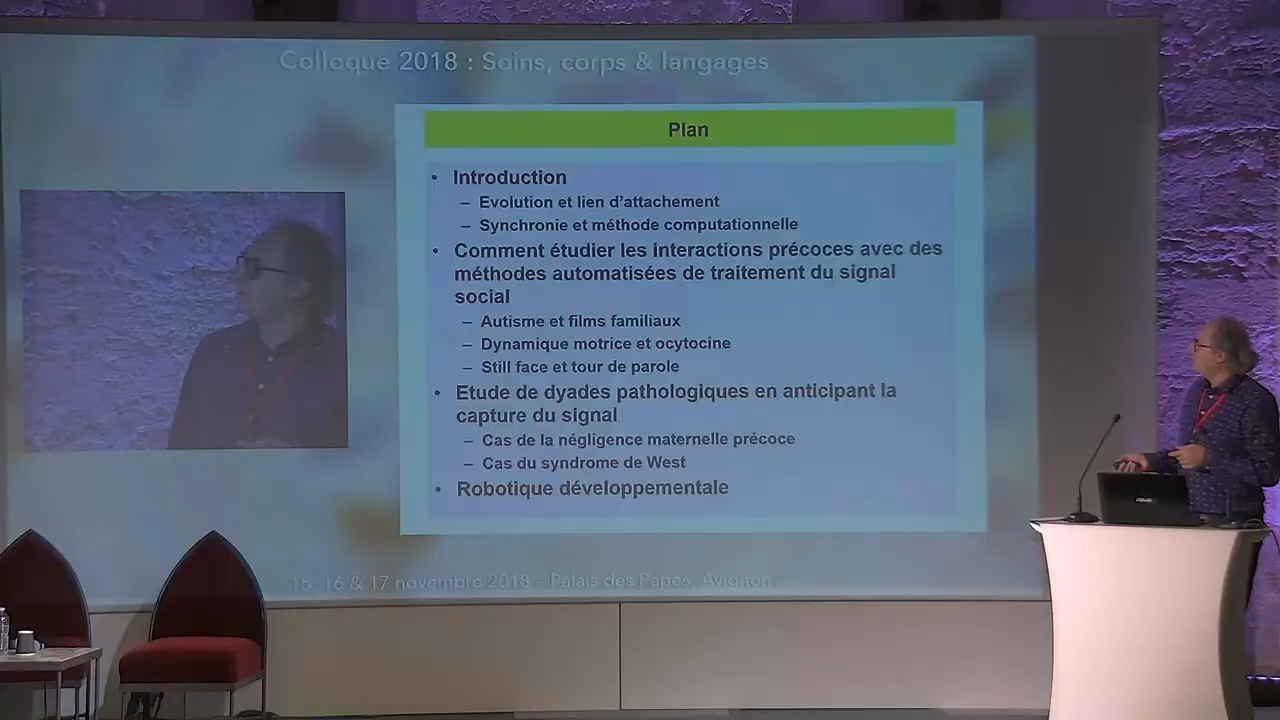 Colloque 2018 : Soins, corps & langages
Plan
• Introduction
– Evolution et lien d'attachement
– Synchronie et méthode computationnelle
• Comment étudier les interactions précoces avec des
méthodes automatisées de traitement du signal
social
– Autisme et films familiaux
– Dynamique motrice et ocytocine
– Still face et tour de parole
• Etude de dyades pathologiques en anticipant la
capture du signal
– Cas de la négligence maternelle précoce
– Cas du syndrome de West
• Robotique développementale
15, 16 & 17 novembre 2018 – Palais des Papes, Avignon